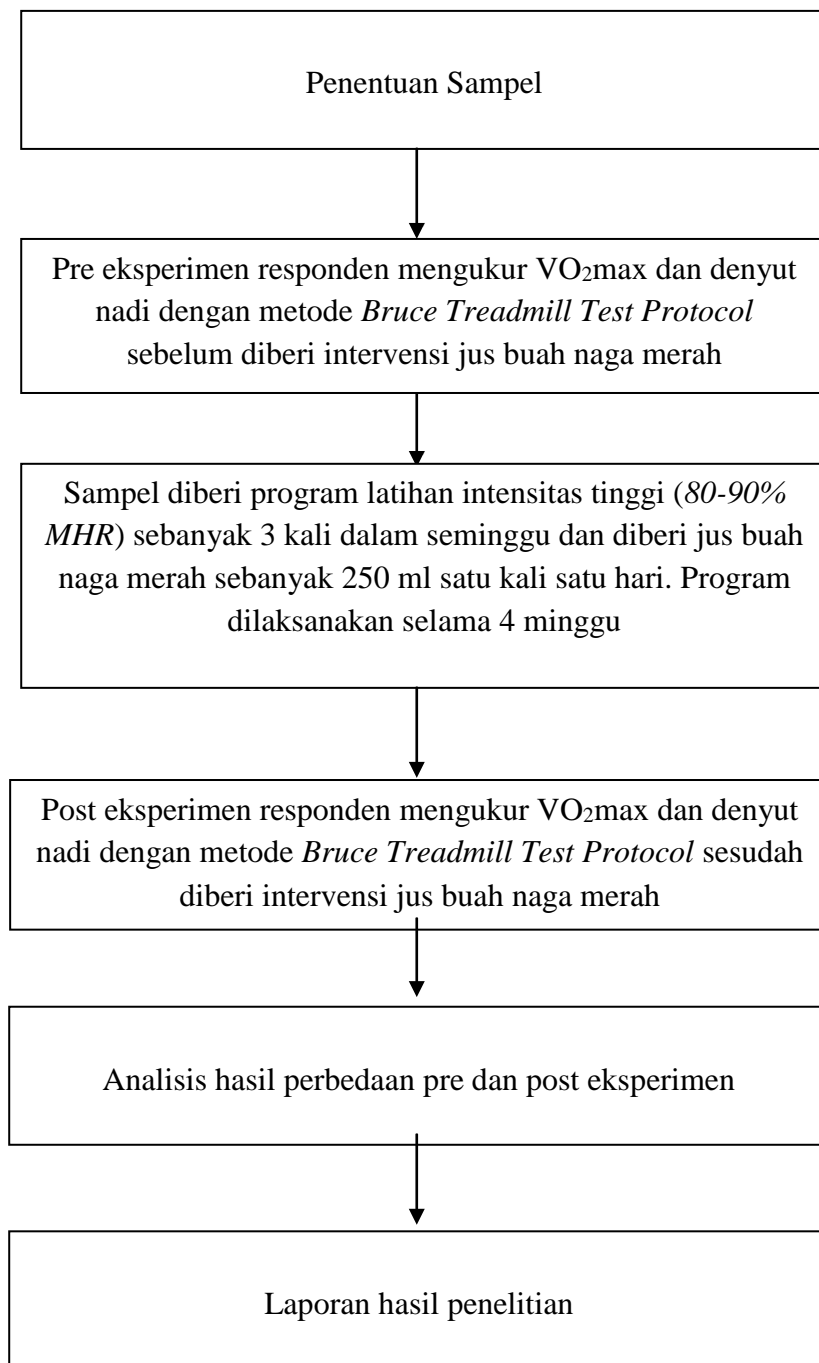 Penentuan Sampel
Pre eksperimen responden mengukur VO₂max dan denyut
nadi dengan metode Bruce Treadmill Test Protocol
sebelum diberi intervensi jus buah naga merah
Sampel diberi program latihan intensitas tinggi (80-90%
MHR) sebanyak 3 kali dalam seminggu dan diberi jus buah
naga merah sebanyak 250 ml satu kali satu hari. Program
dilaksanakan selama 4 minggu
Post eksperimen responden mengukur VO₂max dan denyut
nadi dengan metode Bruce Treadmill Test Protocol sesudah
diberi intervensi jus buah naga merah
Analisis hasil perbedaan pre dan post eksperimen
Laporan hasil penelitian